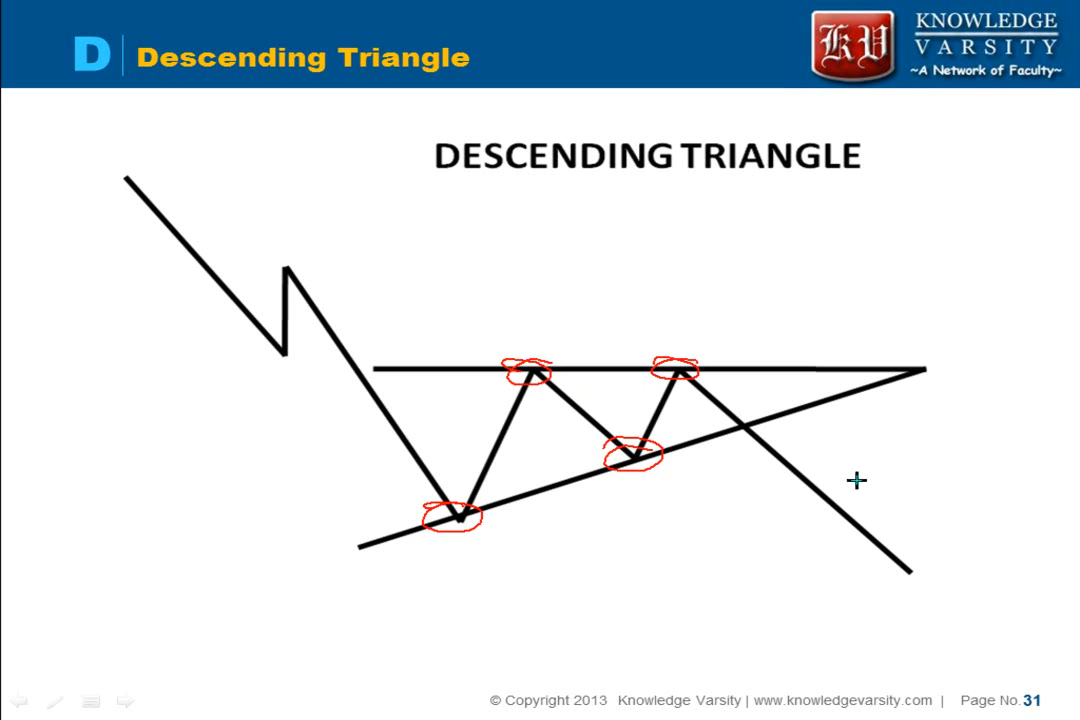 D
Descending Triangle
KV
KNOWLEDGE
VARSITY
~A Network of Faculty~
DESCENDING TRIANGLE
© Copyright 2013 Knowledge Varsity | www.knowledgevarsity.com | Page No. 31